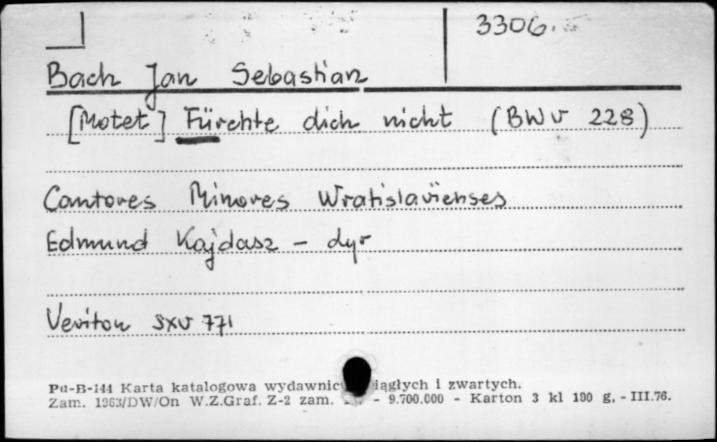 3306.
Bach Jan Sebastian
[Motet] Fürchte dich nicht (BWV 228)
Cantores Minores Wratislavienses
Edmund Kajdasz - dyr
Veriton SXV 771
Pu-B-144 Karta katalogowa wydawnic iągłych i zwartych.
Zam. 1963/DW/On W.Z.Graf. Z-2 zam. - 9.700.000 - Karton 3 kl 190 g. - III.76.